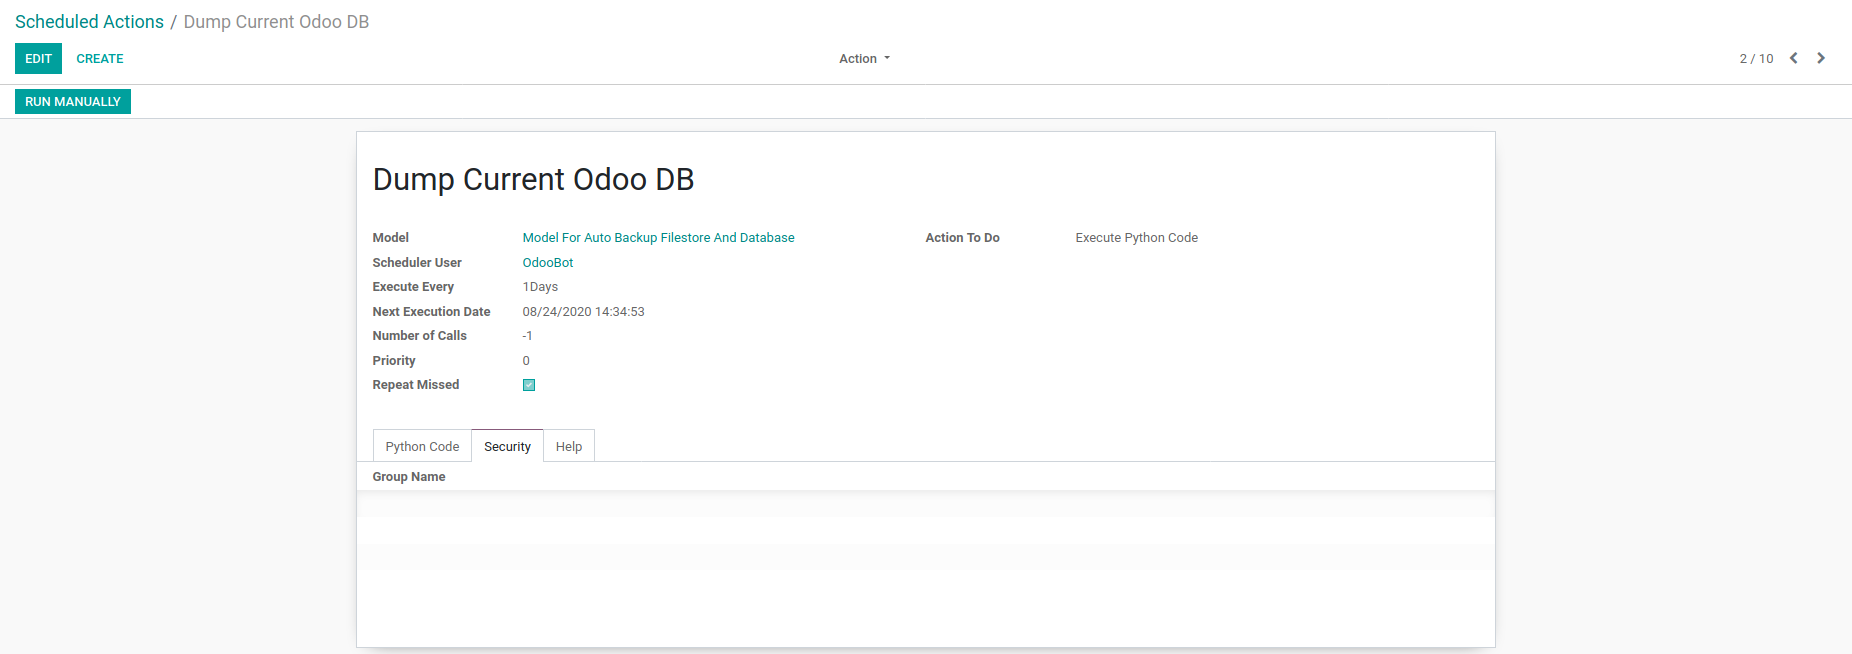 Scheduled Actions / Dump Current Odoo DB
EDIT CREATE Action 2 / 10
RUN MANUALLY
Dump Current Odoo DB
Model Model For Auto Backup Filestore And Database Action To Do Execute Python Code
Scheduler User OdooBot
Execute Every 1Days
Next Execution Date 08/24/2020 14:34:53
Number of Calls -1
Priority 0
Repeat Missed
Python Code Security Help
Group Name